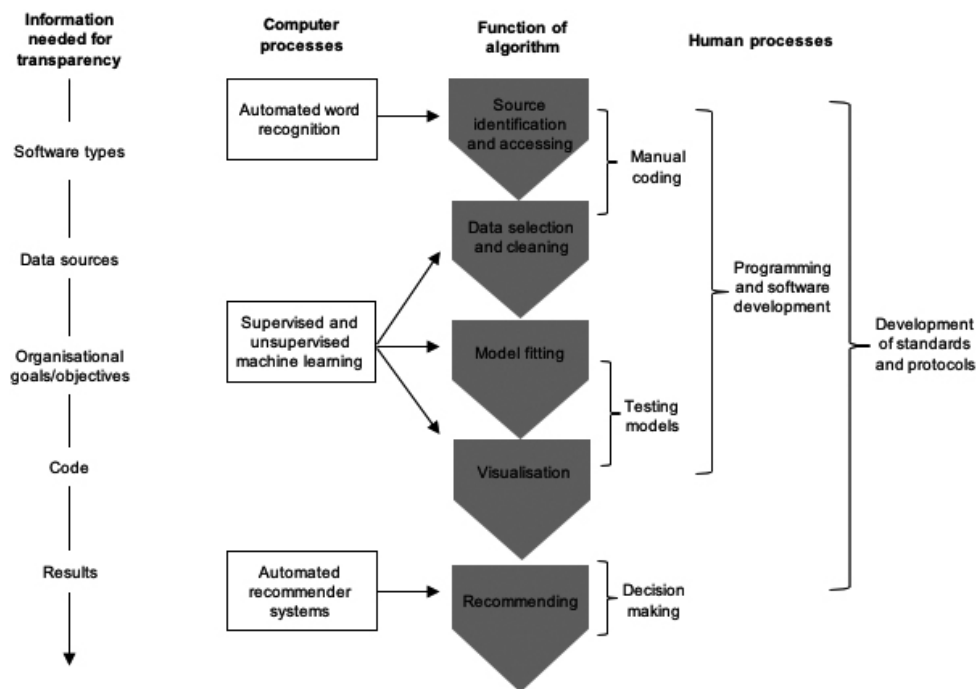 Information
needed for
transparency
Software types
Data sources
Organisational
goals/objectives
Code
Results
Computer
processes
Automated word
recognition
Supervised and
unsupervised
machine learning
Automated
recommender
systems
Function of
algorithm
Source
identification
and accessing
Data selection
and cleaning
Model fitting
Visualisation
Recommending
Human processes
Manual
coding
Testing
models
Decision
making
Programming
and software
development
Development
of standards
and protocols